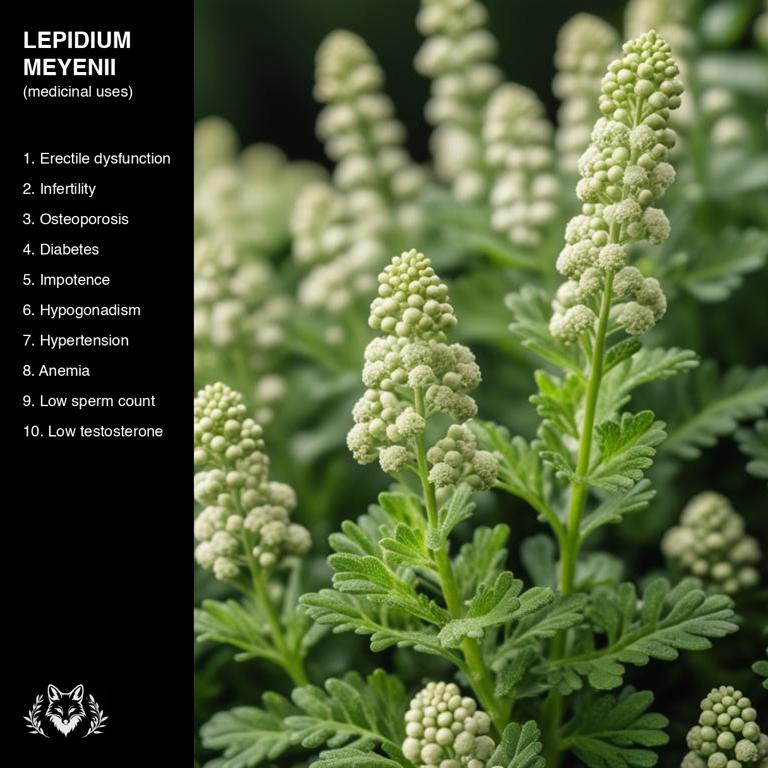 LEPIDIUM
MEYENII
(medicinal uses)
1. Erectile dysfunction
2. Infertility
3. Osteoporosis
4. Diabetes
5. Impotence
6. Hypogonadism
7. Hypertension
8. Anemia
9. Low sperm count
10. Low testosterone